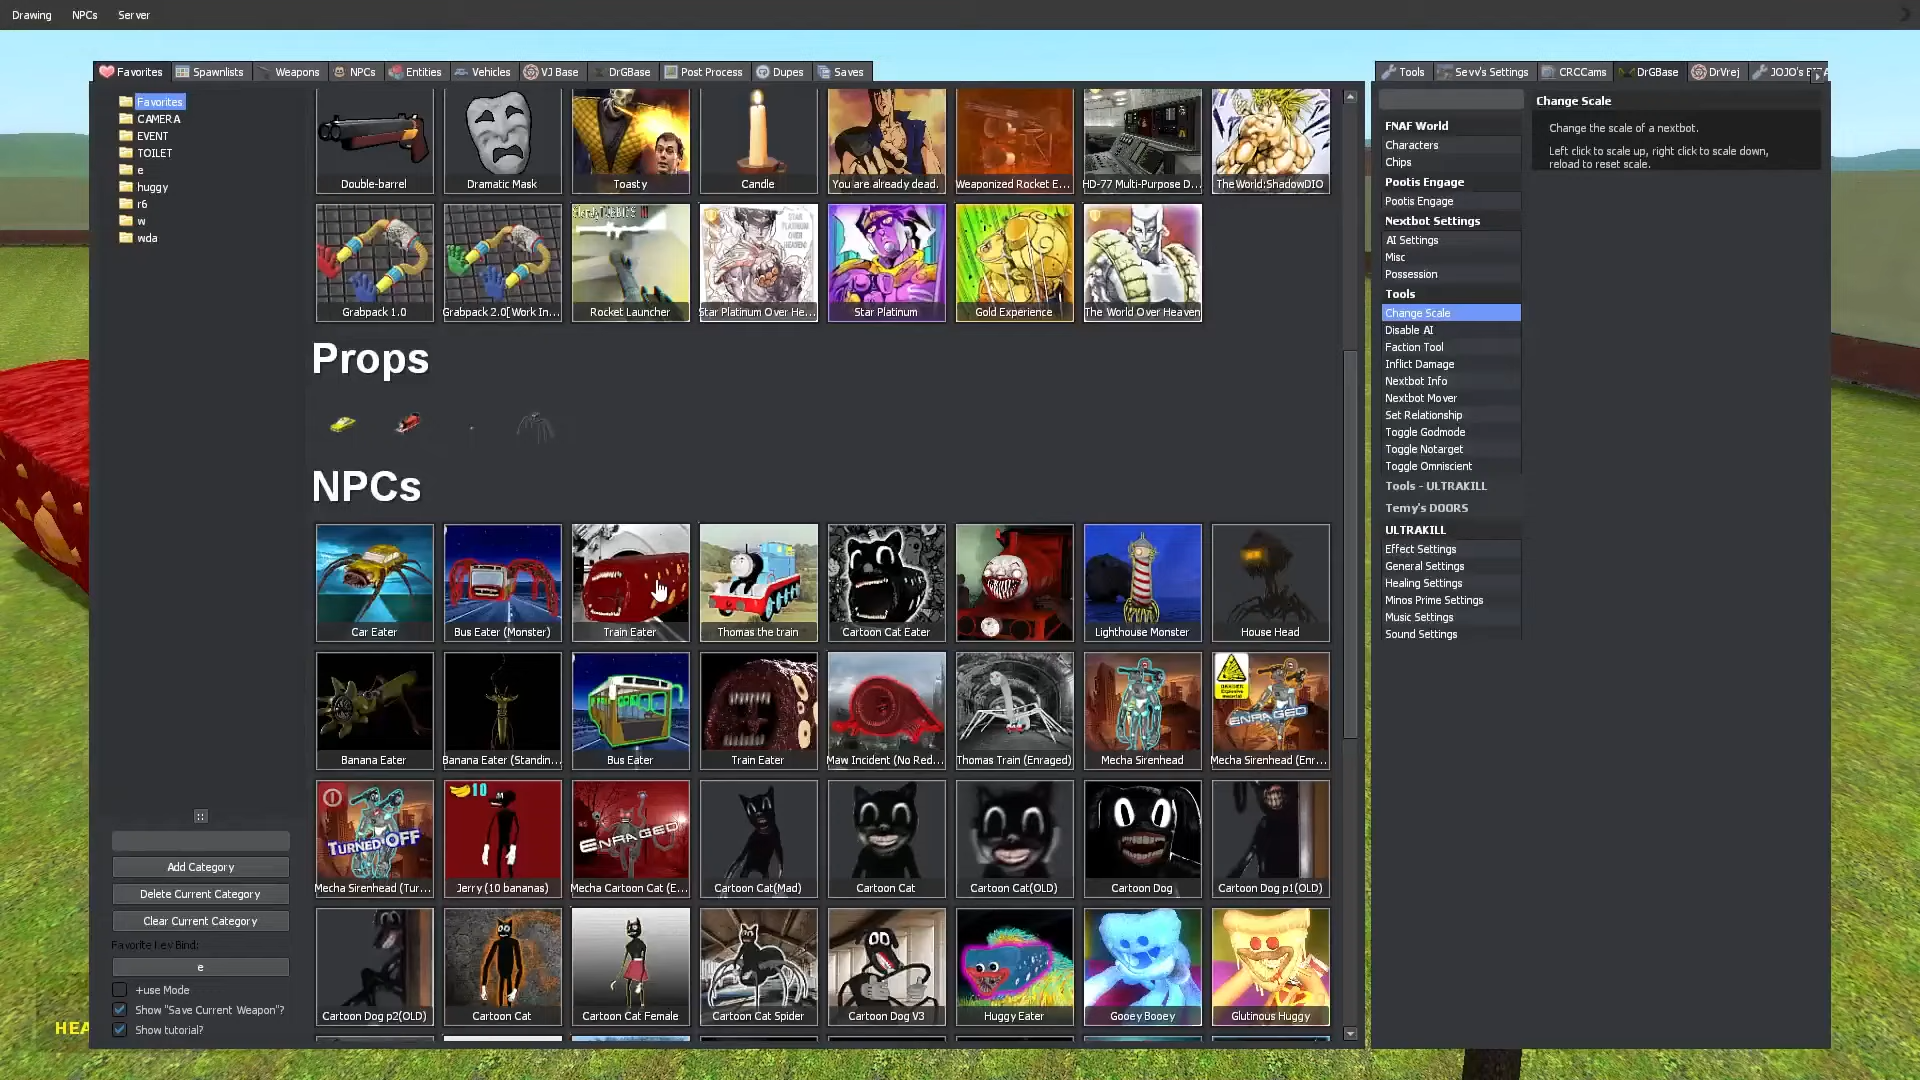 Drawing NPCs Server
Favorites Spawnlists Weapons NPCs Entities Vehicles VJ Base DrGBase Post Process Dupes Saves
Tools Sevv's Settings CRCCams DrGBase DrVrej
Favorites
CAMERA
EVENT
TOILET
e
huggy
r6
w
wda
Add Category
Delete Current Category
Clear Current Category
Favorite Key Bind:
e
+use Mode
Show "Save Current Weapon"?
Show tutorial?
Double-barrel Dramatic Mask Toasty Candle You are already dead. Weaponized Rocket E... HD-77 Multi-Purpose D... TheWorld:ShadowDIO
STAR PLATINUM OVER HEAVEN!
Grabpack 1.0 Grabpack 2.0[Work In... Rocket Launcher Star Platinum Over He... Star Platinum Gold Experience The World Over Heaven
Props
NPCs
Car Eater Bus Eater (Monster) Train Eater Thomas the train Cartoon Cat Eater Lighthouse Monster House Head
DANGER
ENRAGED
Banana Eater Banana Eater (Standin... Bus Eater Train Eater Maw Incident (No Red... Thomas Train (Enraged) Mecha Sirenhead Mecha Sirenhead (Enr...
TURNED OFF 10 ENRAGED
Mecha Sirenhead (Tur... Jerry (10 bananas) Mecha Cartoon Cat (E... Cartoon Cat(Mad) Cartoon Cat Cartoon Cat(OLD) Cartoon Dog Cartoon Dog p1(OLD)
Cartoon Dog p2(OLD) Cartoon Cat Cartoon Cat Female Cartoon Cat Spider Cartoon Dog V3 Huggy Eater Gooey Booey Glutinous Huggy
FNAF World
Characters
Chips
Pootis Engage
Pootis Engage
Nextbot Settings
AI Settings
Misc
Possession
Tools
Change Scale
Disable AI
Faction Tool
Inflict Damage
Nextbot Info
Nextbot Mover
Set Relationship
Toggle Godmode
Toggle Notarget
Toggle Omniscient
Tools - ULTRAKILL
Temy's DOORS
ULTRAKILL
Effect Settings
General Settings
Healing Settings
Minos Prime Settings
Music Settings
Sound Settings
Change Scale
Change the scale of a nextbot.
Left click to scale up, right click to scale down,
reload to reset scale.